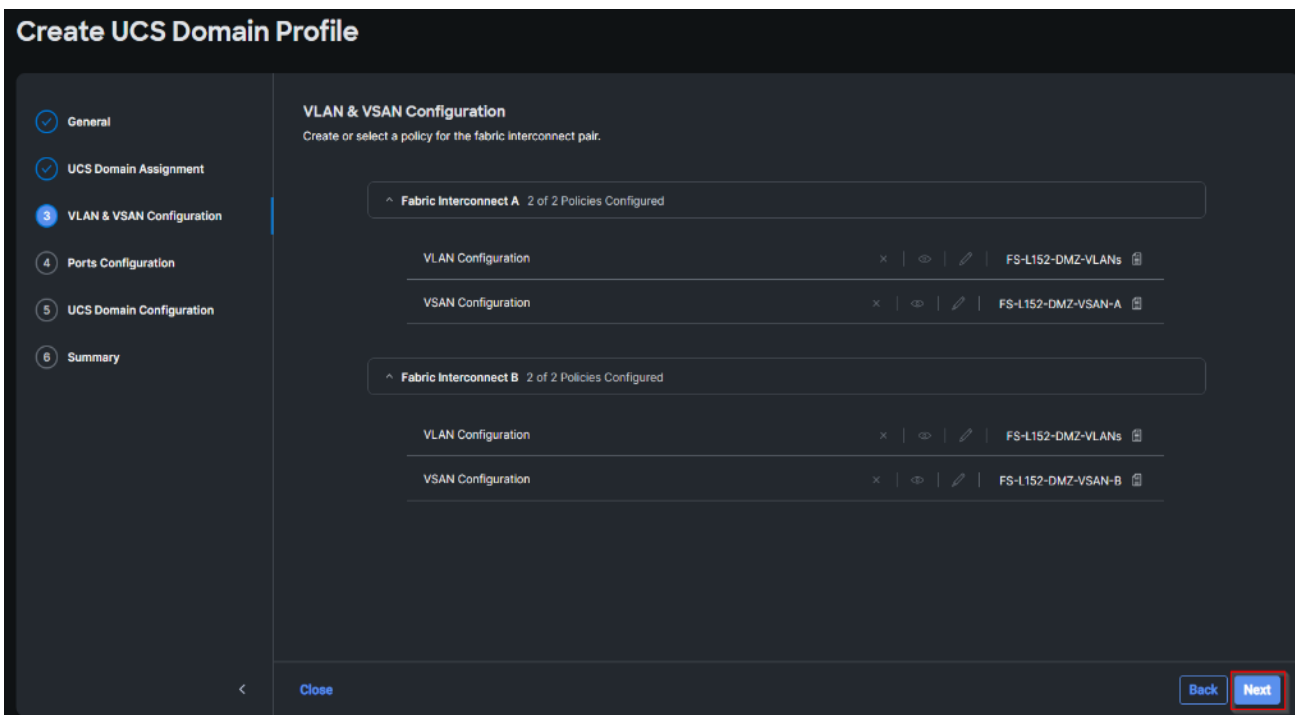 Create UCS Domain Profile
General
UCS Domain Assignment
3 VLAN & VSAN Configuration
4 Ports Configuration
5 UCS Domain Configuration
6 Summary
VLAN & VSAN Configuration
Create or select a policy for the fabric interconnect pair.
Fabric Interconnect A 2 of 2 Policies Configured
VLAN Configuration FS-L152-DMZ-VLANs
VSAN Configuration FS-L152-DMZ-VSAN-A
Fabric Interconnect B 2 of 2 Policies Configured
VLAN Configuration FS-L152-DMZ-VLANs
VSAN Configuration FS-L152-DMZ-VSAN-B
Close Back Next